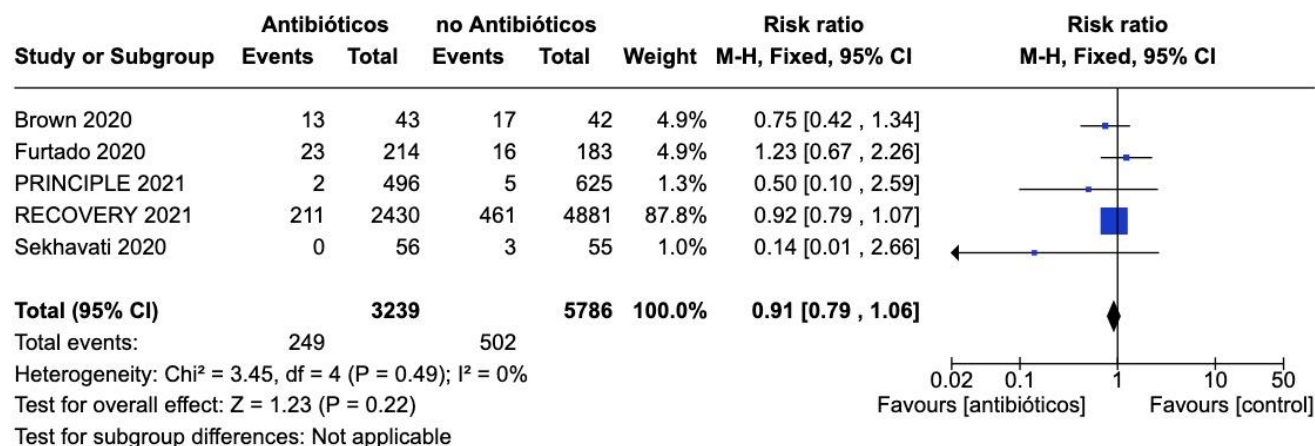 Antibióticos no Antibióticos Risk ratio Risk ratio
Study or Subgroup Events Total Events Total Weight M-H, Fixed, 95% CI M-H, Fixed, 95% CI
Brown 2020 13 43 17 42 4.9% 0.75 [0.42 , 1.34]
Furtado 2020 23 214 16 183 4.9% 1.23 [0.67 , 2.26]
PRINCIPLE 2021 2 496 5 625 1.3% 0.50 [0.10 , 2.59]
RECOVERY 2021 211 2430 461 4881 87.8% 0.92 [0.79 , 1.07]
Sekhavati 2020 0 56 3 55 1.0% 0.14 [0.01 , 2.66]
Total (95% CI) 3239 5786 100.0% 0.91 [0.79 , 1.06]
Total events: 249 502
Heterogeneity: Chi² = 3.45, df = 4 (P = 0.49); I² = 0%
Test for overall effect: Z = 1.23 (P = 0.22)
Test for subgroup differences: Not applicable
0.02 0.1 1 10 50
Favours [antibióticos] Favours [control]